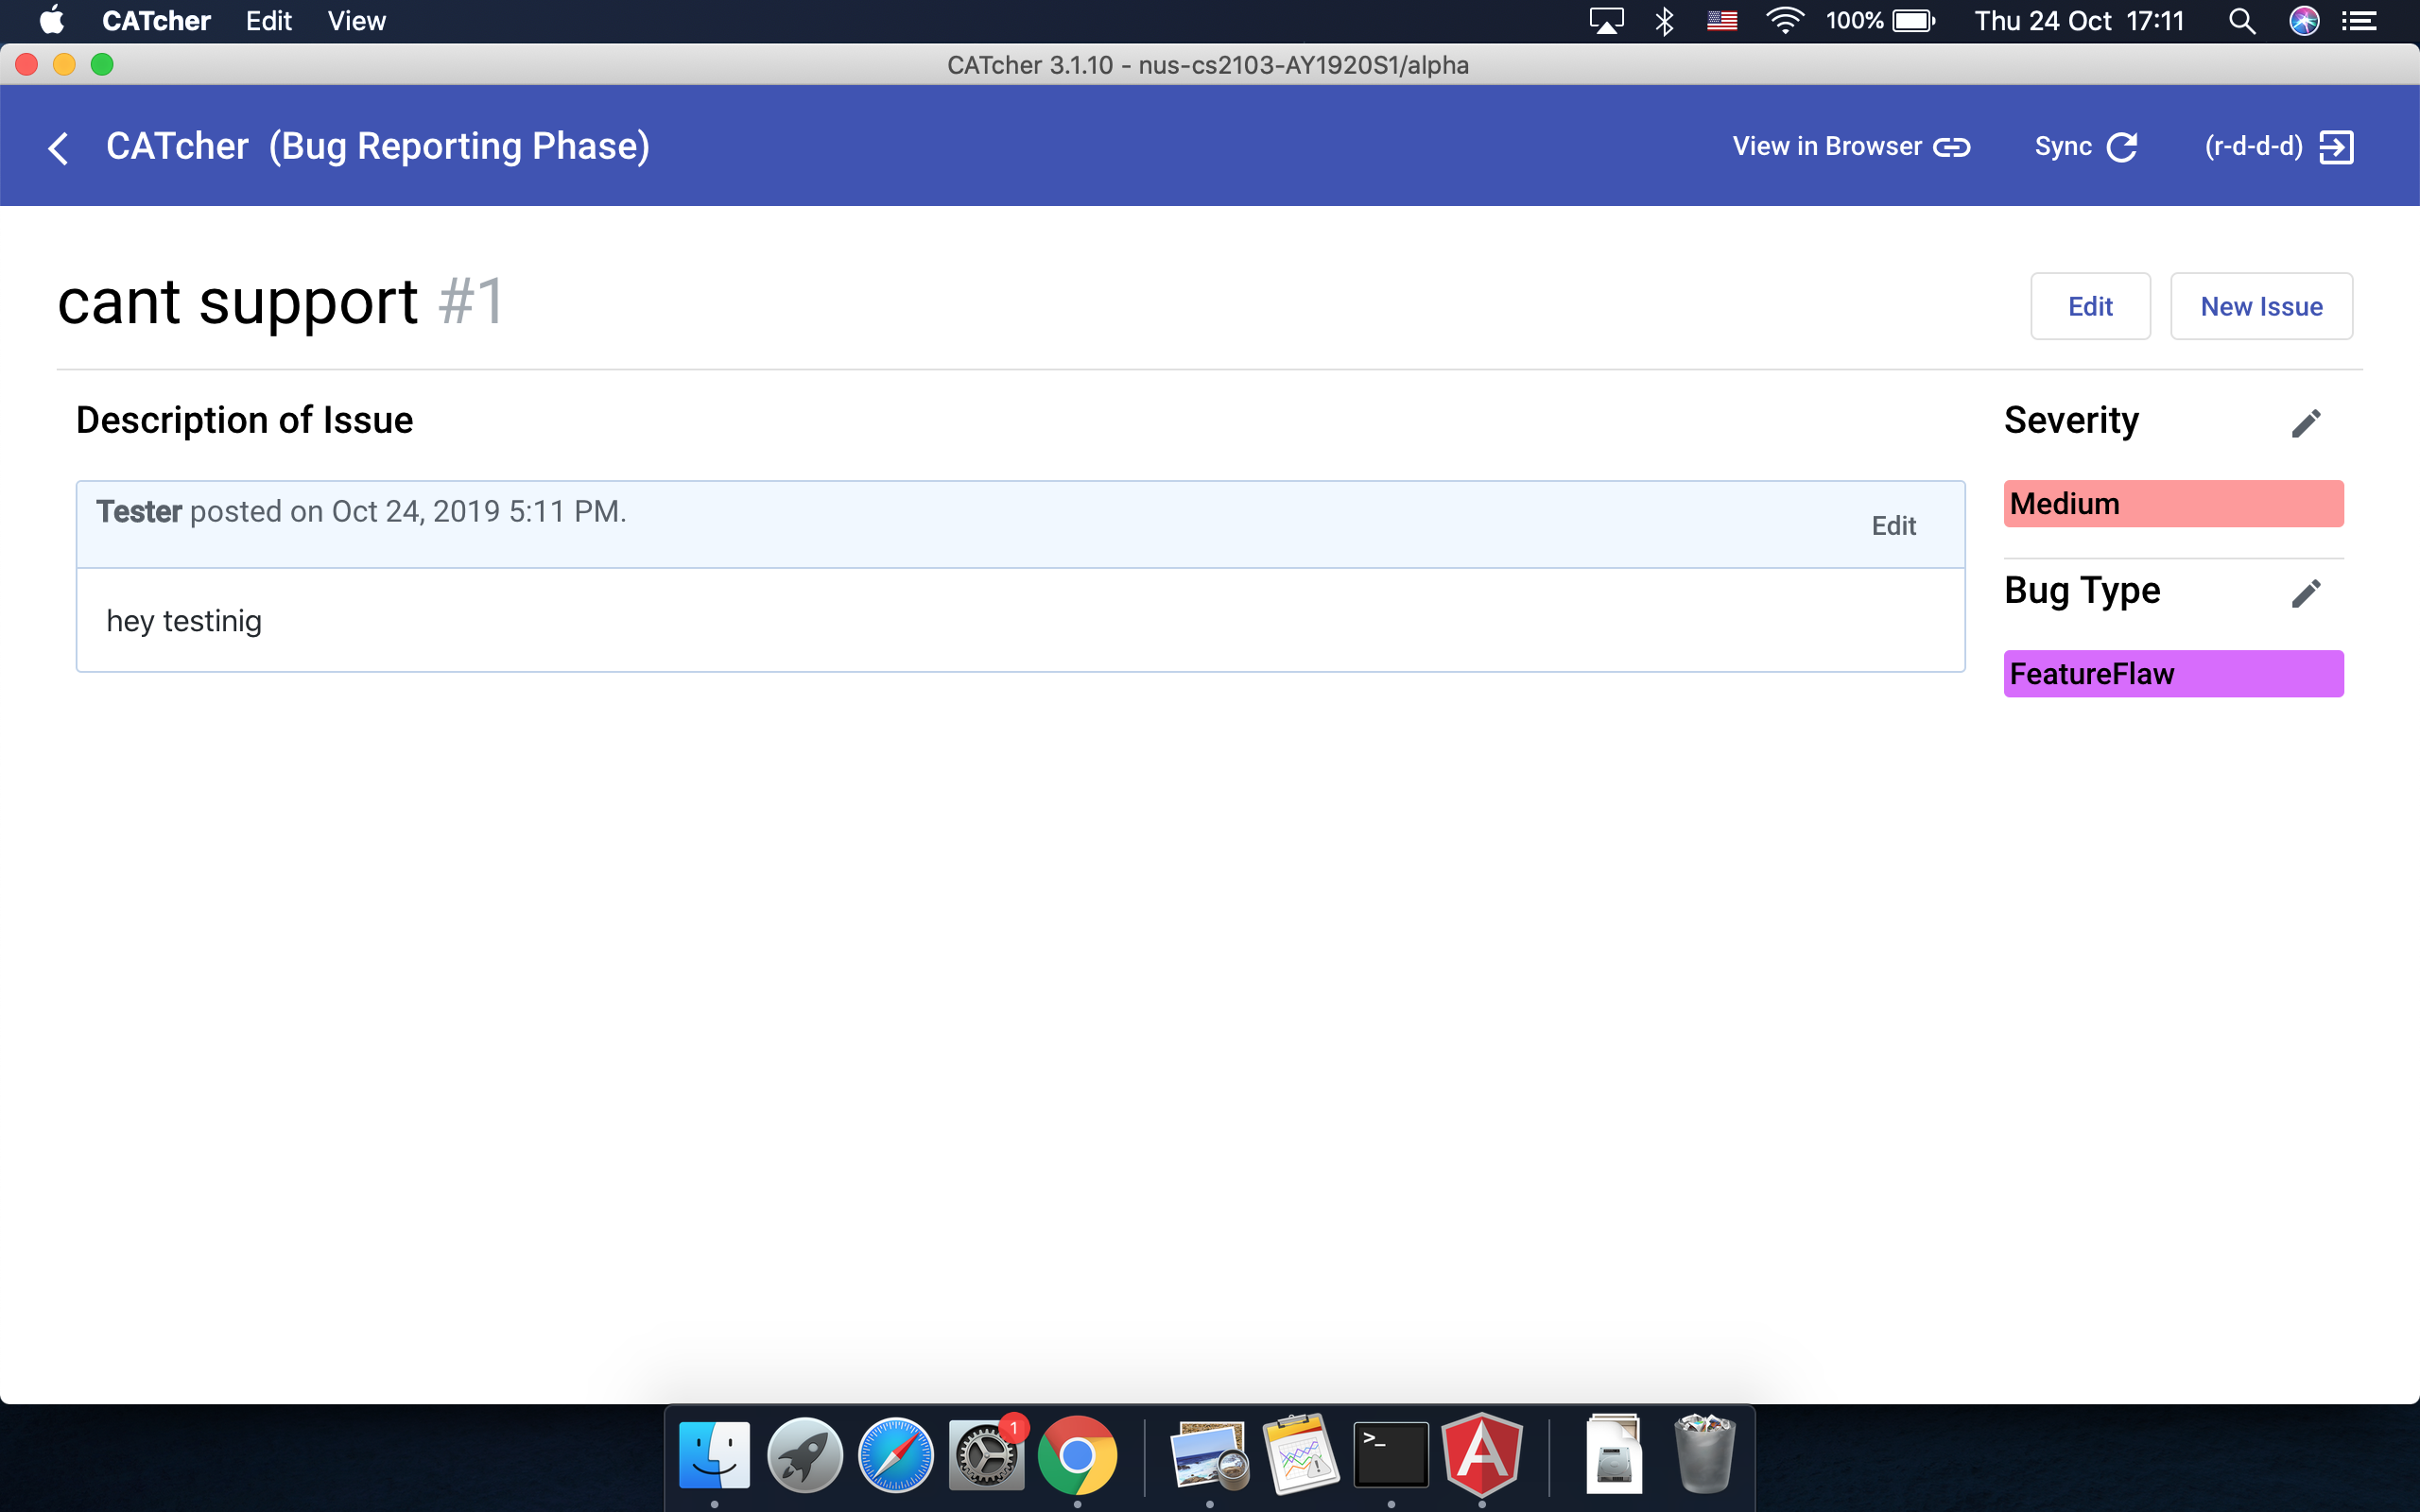 CATcher Edit View 100% Thu 24 Oct 17:11
CATcher 3.1.10 - nus-cs2103-AY1920S1/alpha
CATcher (Bug Reporting Phase) View in Browser Sync (r-d-d-d)
cant support #1 Edit New Issue
Description of Issue Severity
Tester posted on Oct 24, 2019 5:11 PM. Edit
Medium
hey testinig
Bug Type
FeatureFlaw
1
>_